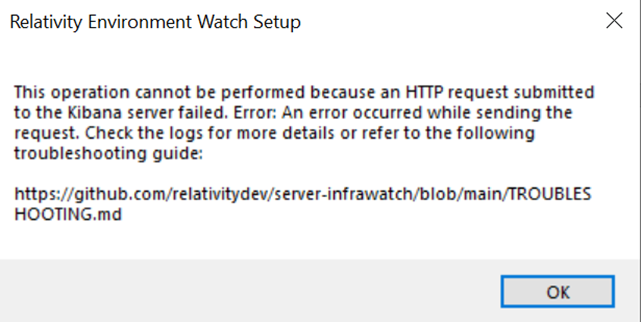 Relativity Environment Watch Setup
This operation cannot be performed because an HTTP request submitted
to the Kibana server failed. Error: An error occurred while sending the
request. Check the logs for more details or refer to the following
troubleshooting guide:
https://github.com/relativitydev/server-infrawatch/blob/main/TROUBLES
HOOTING.md
OK